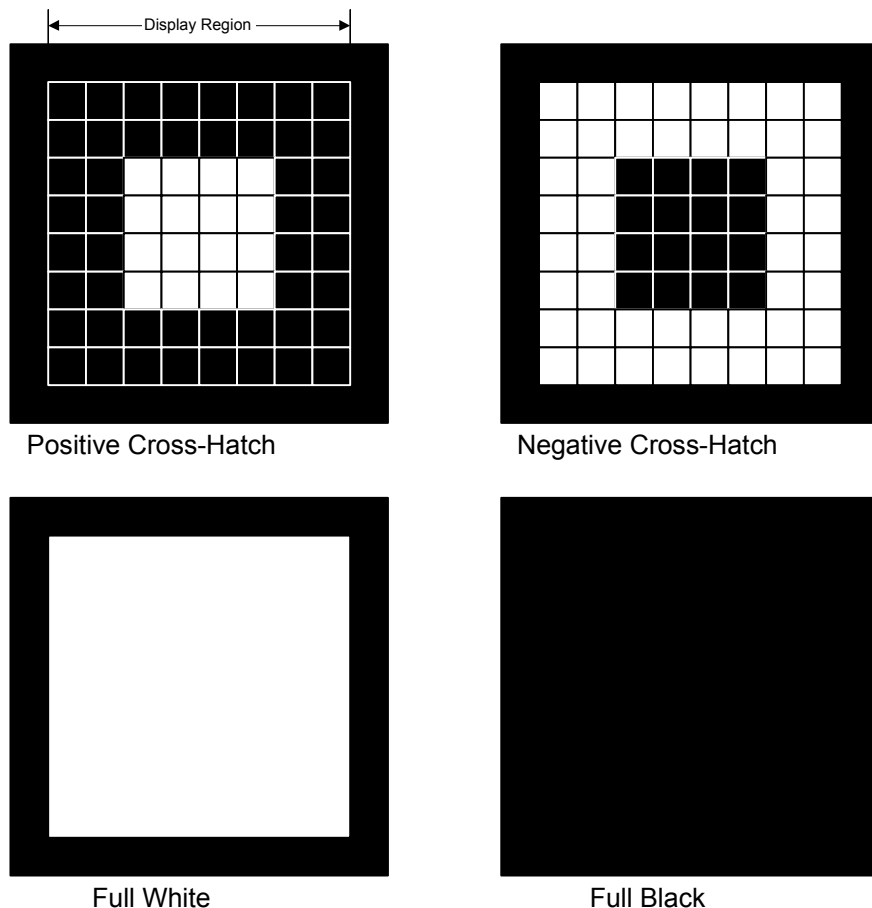 Display Region
Positive Cross-Hatch
Negative Cross-Hatch
Full White
Full Black